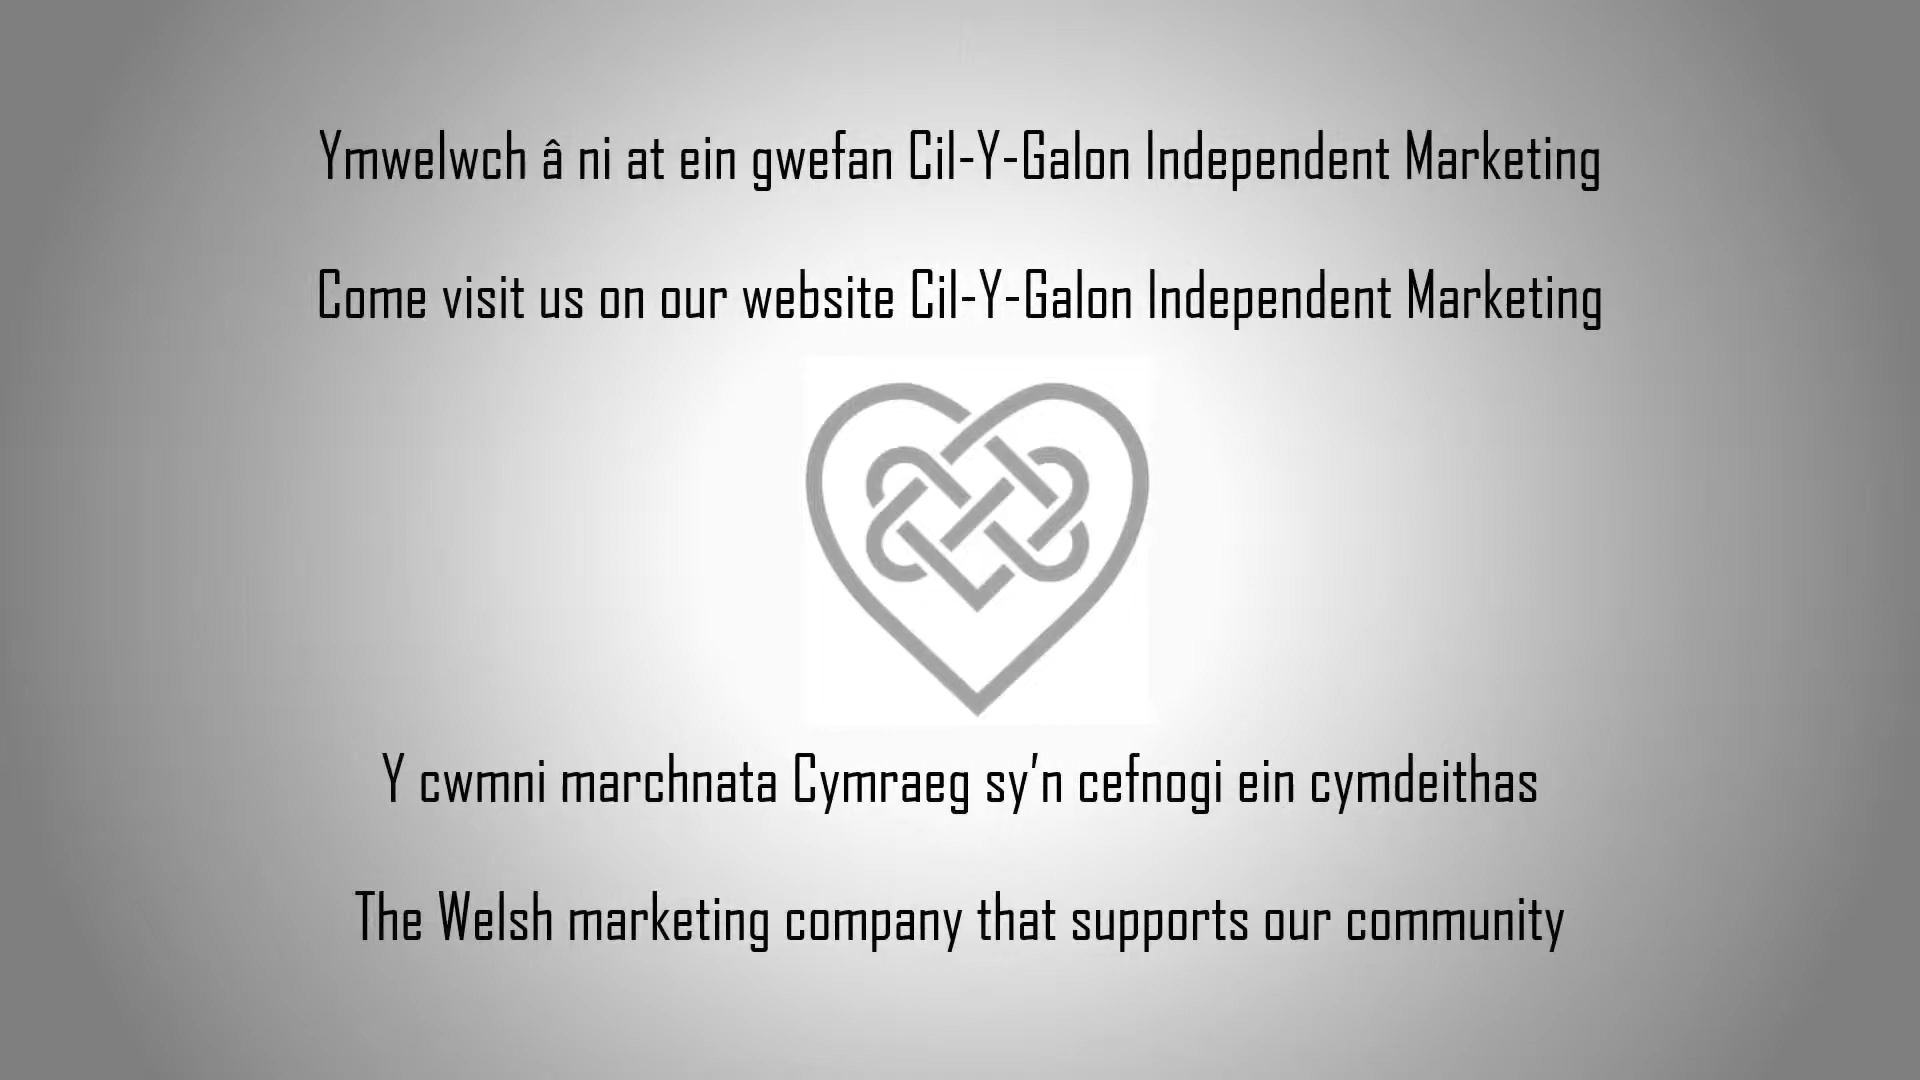 Ymwelwch â ni at ein gwefan Cil-Y-Galon Independent Marketing
Come visit us on our website Cil-Y-Galon Independent Marketing
Y cwmni marchnata Cymraeg sy'n cefnogi ein cymdeithas
The Welsh marketing company that supports our community